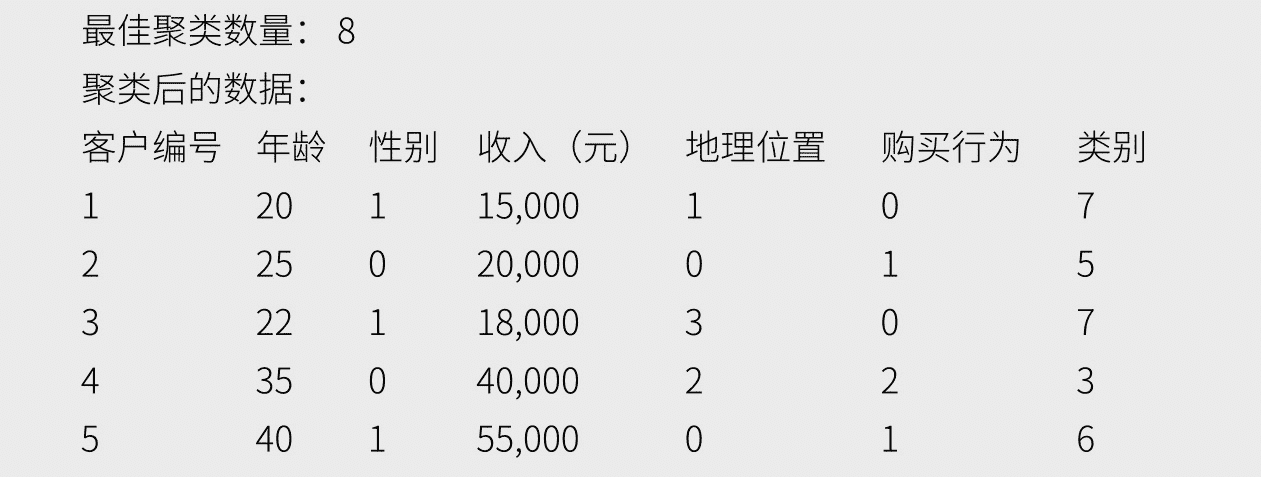 最佳聚类数量： 8
聚类后的数据：
客户编号 年龄 性别 收入（元） 地理位置 购买行为 类别
1 20 1 15,000 1 0 7
2 25 0 20,000 0 1 5
3 22 1 18,000 3 0 7
4 35 0 40,000 2 2 3
5 40 1 55,000 0 1 6